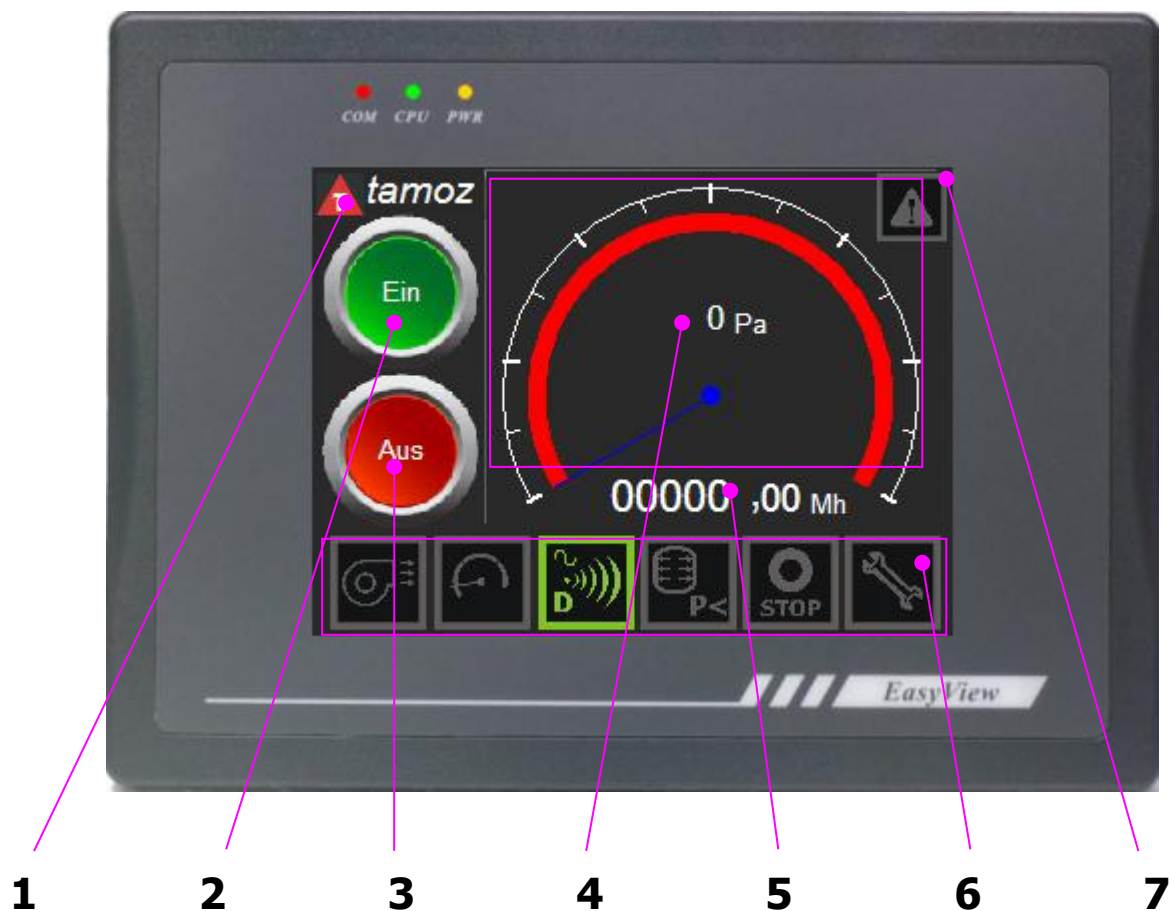 COM CPU PWR
tamoz
Ein
0 Pa
Aus
00000 ,00 Mh
D
P<
STOP
EasyView
1 2 3 4 5 6 7